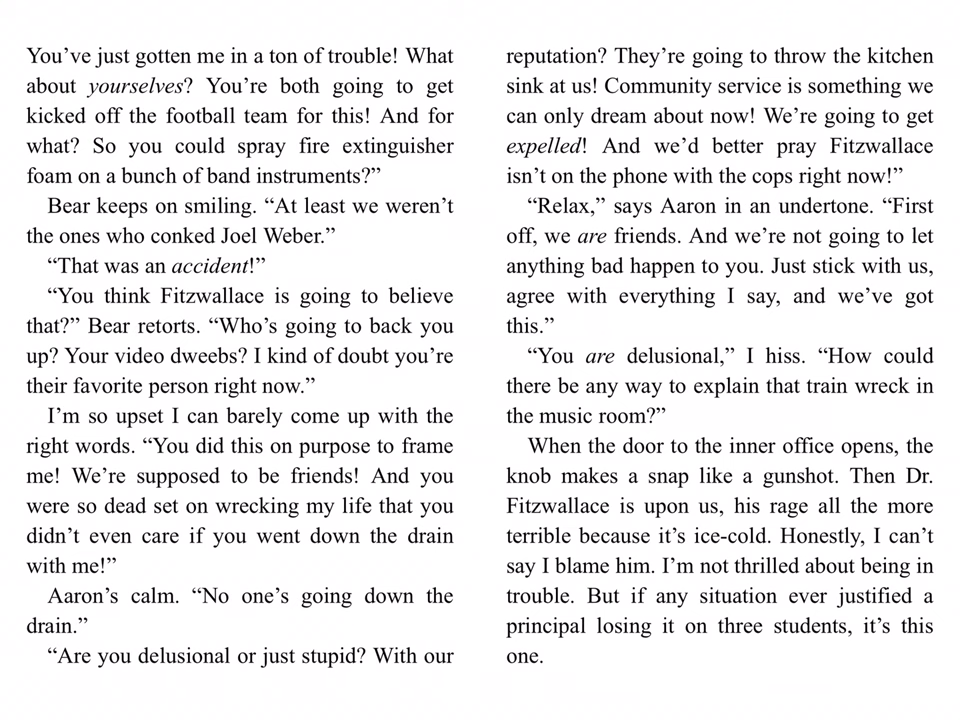 You’ve just gotten me in a ton of trouble! What
about yourselves? You’re both going to get
kicked off the football team for this! And for
what? So you could spray fire extinguisher
foam on a bunch of band instruments?”
Bear keeps on smiling. “At least we weren’t
the ones who conked Joel Weber.”
“That was an accident!”
“You think Fitzwallace is going to believe
that?” Bear retorts. “Who’s going to back you
up? Your video dweebs? I kind of doubt you’re
their favorite person right now.”
I’m so upset I can barely come up with the
right words. “You did this on purpose to frame
me! We’re supposed to be friends! And you
were so dead set on wrecking my life that you
didn’t even care if you went down the drain
with me!”
Aaron’s calm. “No one’s going down the
drain.”
“Are you delusional or just stupid? With our
reputation? They’re going to throw the kitchen
sink at us! Community service is something we
can only dream about now! We’re going to get
expelled! And we’d better pray Fitzwallace
isn’t on the phone with the cops right now!”
“Relax,” says Aaron in an undertone. “First
off, we are friends. And we’re not going to let
anything bad happen to you. Just stick with us,
agree with everything I say, and we’ve got
this.”
“You are delusional,” I hiss. “How could
there be any way to explain that train wreck in
the music room?”
When the door to the inner office opens, the
knob makes a snap like a gunshot. Then Dr.
Fitzwallace is upon us, his rage all the more
terrible because it’s ice-cold. Honestly, I can’t
say I blame him. I’m not thrilled about being in
trouble. But if any situation ever justified a
principal losing it on three students, it’s this
one.